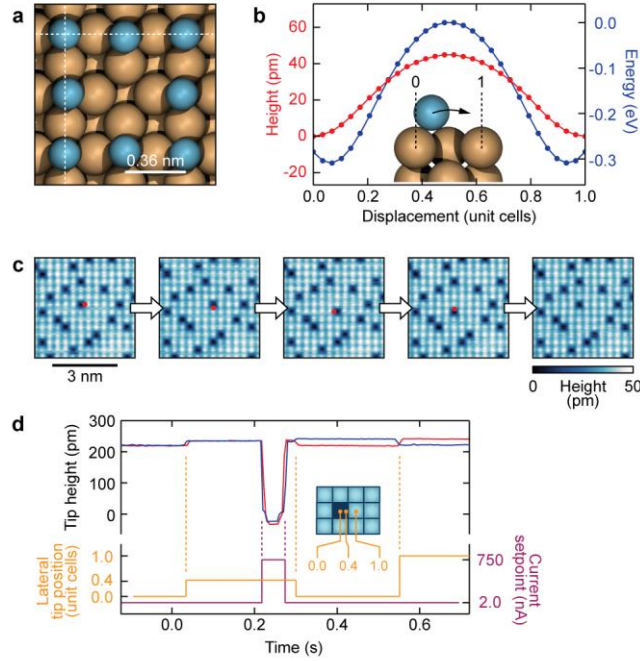 a
0.36 nm
b
Height (pm)
60
40
20
0
-20
0
1
0.0
-0.1
-0.2
-0.3
Energy (eV)
0.0 0.2 0.4 0.6 0.8 1.0
Displacement (unit cells)
c
3 nm
0 Height 50
(pm)
d
Tip height (pm)
300
200
100
0
Lateral
tip position
(unit cells)
1.0
0.4
0.0
0.0 0.4 1.0
750
2.0
Current
setpoint (nA)
0.0 0.2 0.4 0.6
Time (s)